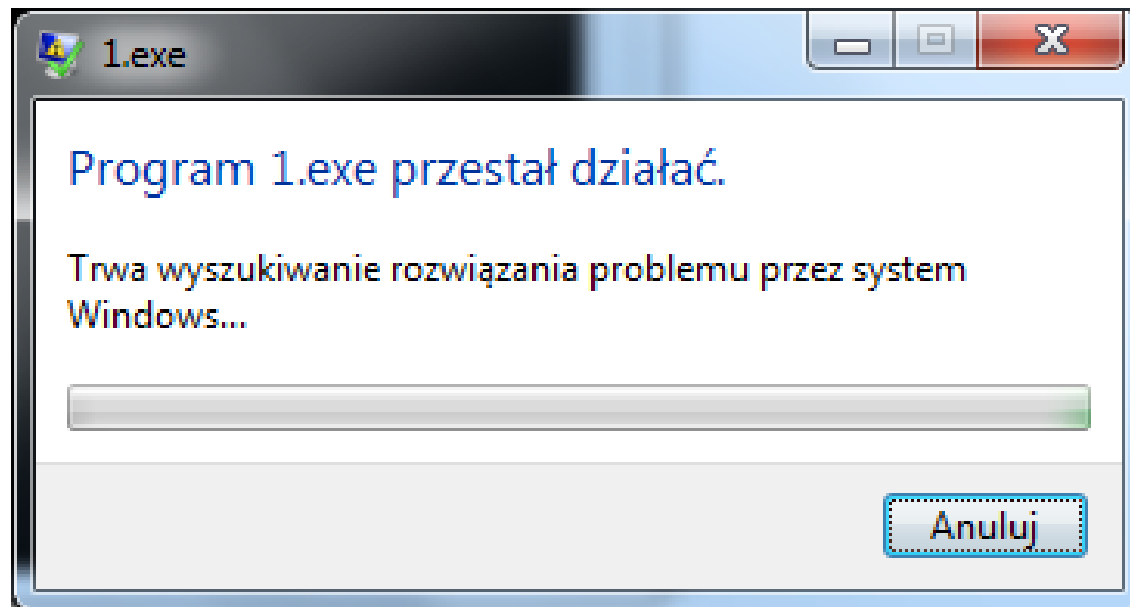 1.exe
Program 1.exe przestał działać.
Trwa wyszukiwanie rozwiązania problemu przez system
Windows...
Anuluj